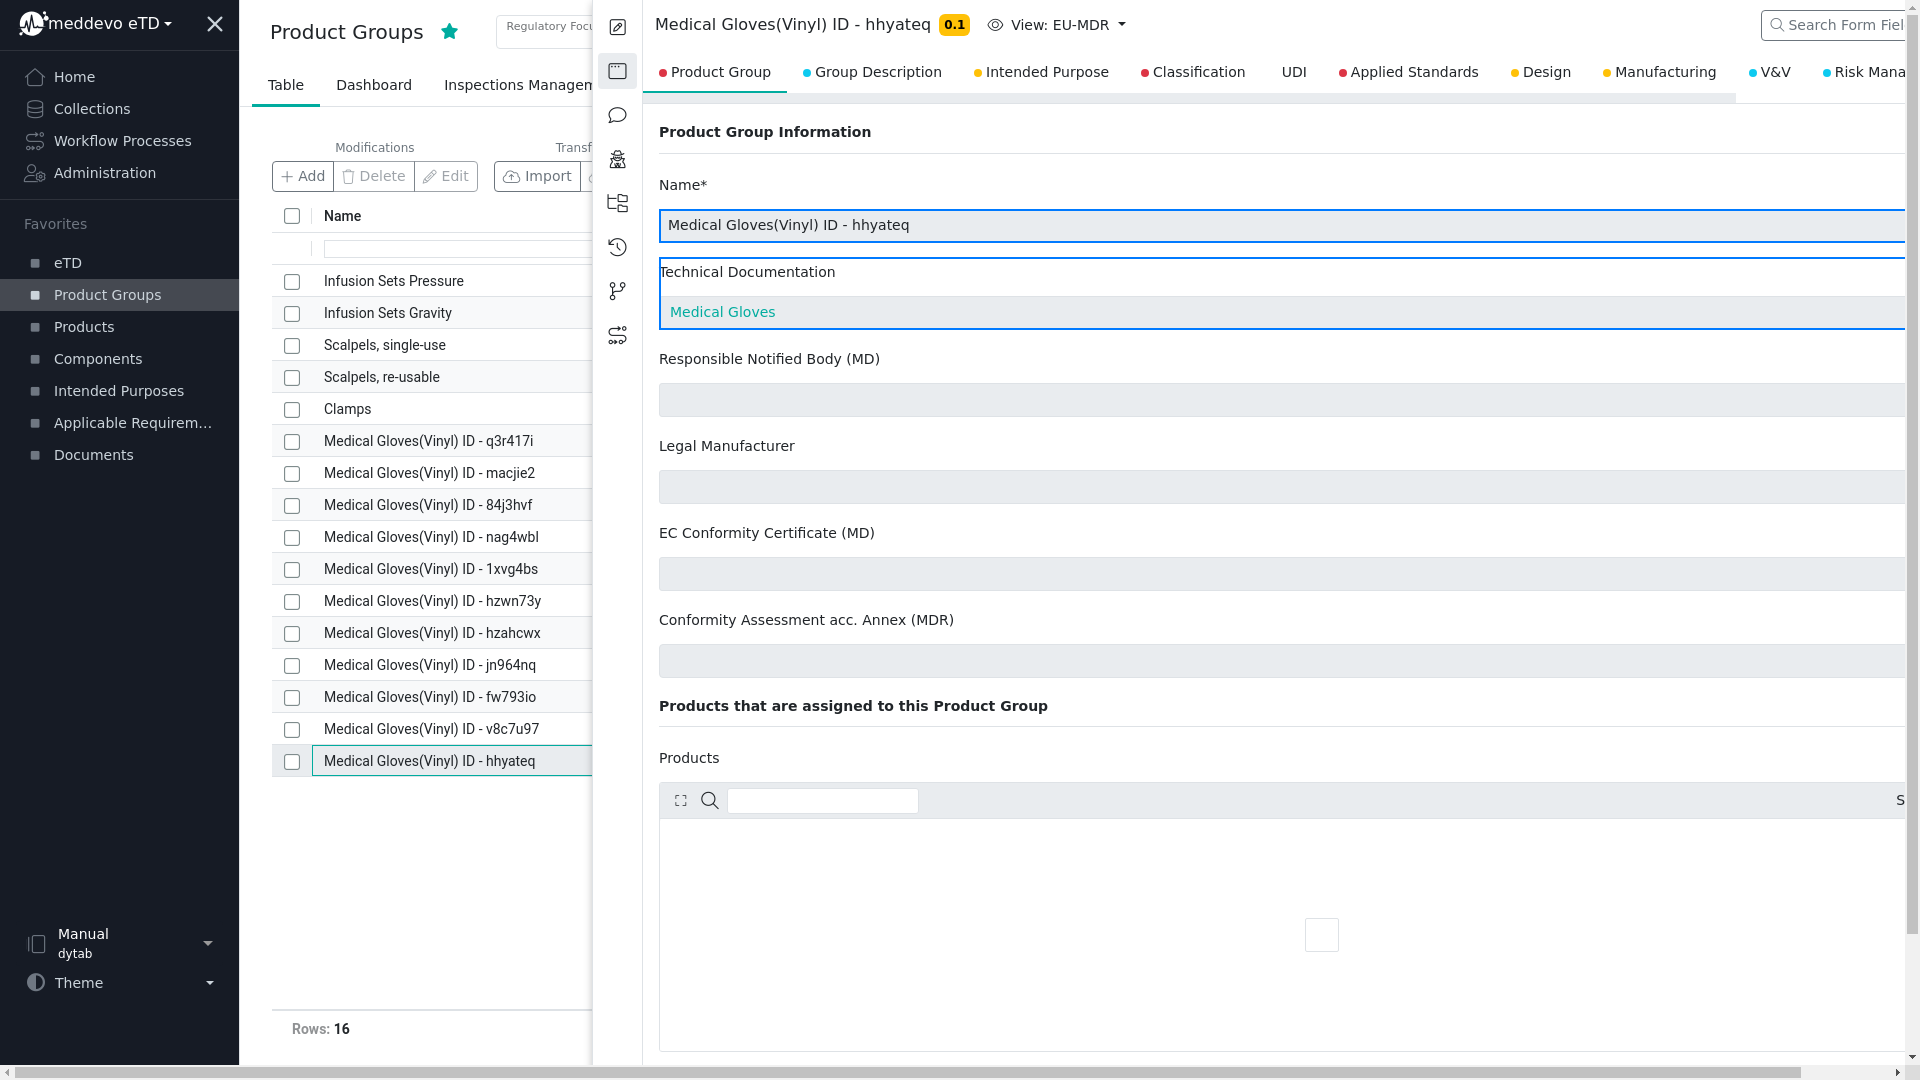 meddevo eTD
Home
Collections
Workflow Processes
Administration
Favorites
eTD
Product Groups
Products
Components
Intended Purposes
Applicable Requirem...
Documents
Manual
dytab
Theme
Product Groups
Regulatory Focu
Table
Dashboard
Inspections Managem
Modifications
Transf
Add
Delete
Edit
Import
Name
Infusion Sets Pressure
Infusion Sets Gravity
Scalpels, single-use
Scalpels, re-usable
Clamps
Medical Gloves(Vinyl) ID - q3r417i
Medical Gloves(Vinyl) ID - macjie2
Medical Gloves(Vinyl) ID - 84j3hvf
Medical Gloves(Vinyl) ID - nag4wbl
Medical Gloves(Vinyl) ID - 1xvg4bs
Medical Gloves(Vinyl) ID - hzwn73y
Medical Gloves(Vinyl) ID - hzahcwx
Medical Gloves(Vinyl) ID - jn964nq
Medical Gloves(Vinyl) ID - fw793io
Medical Gloves(Vinyl) ID - v8c7u97
Medical Gloves(Vinyl) ID - hhyateq
Rows: 16
Medical Gloves(Vinyl) ID - hhyateq 0.1 View: EU-MDR
Search Form Fiel
Product Group
Group Description
Intended Purpose
Classification
UDI
Applied Standards
Design
Manufacturing
V&V
Risk Mana
Product Group Information
Name*
Medical Gloves(Vinyl) ID - hhyateq
Technical Documentation
Medical Gloves
Responsible Notified Body (MD)
Legal Manufacturer
EC Conformity Certificate (MD)
Conformity Assessment acc. Annex (MDR)
Products that are assigned to this Product Group
Products
S